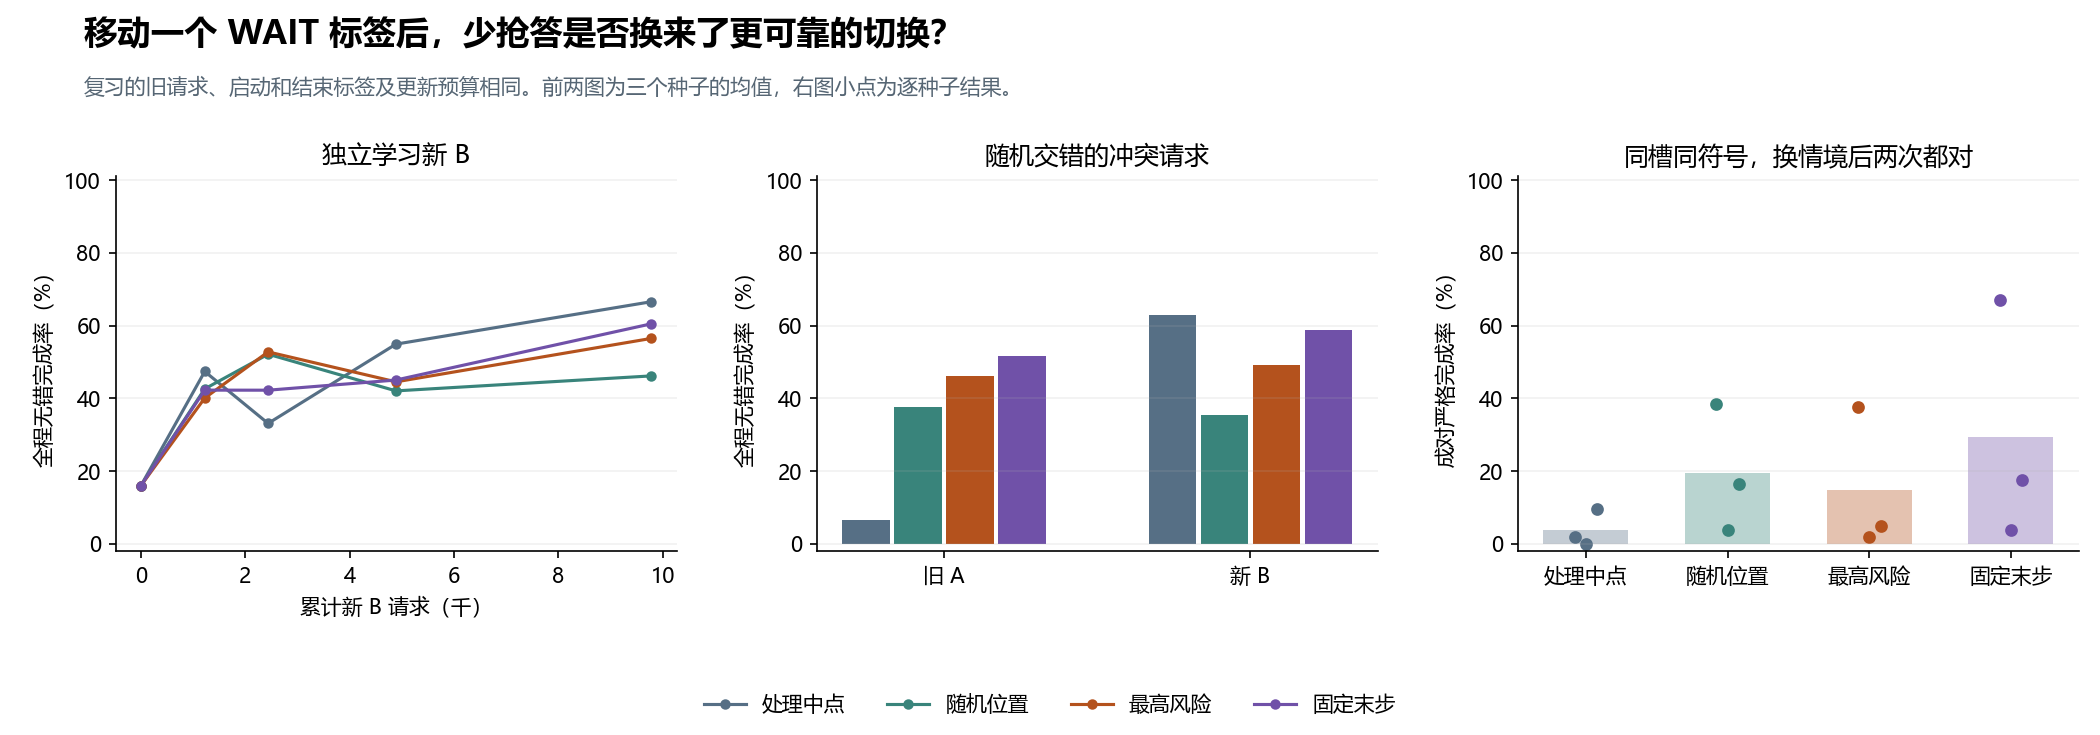 移动一个 WAIT 标签后，少抢答是否换来了更可靠的切换？
复习的旧请求、启动和结束标签及更新预算相同。前两图为三个种子的均值，右图小点为逐种子结果。
独立学习新 B
全程无错完成率（%）
100
80
60
40
20
0
0 2 4 6 8 10
累计新 B 请求（千）
随机交错的冲突请求
全程无错完成率（%）
100
80
60
40
20
0
旧 A 新 B
同槽同符号，换情境后两次都对
成对严格完成率（%）
100
80
60
40
20
0
处理中点 随机位置 最高风险 固定末步
处理中点 随机位置 最高风险 固定末步